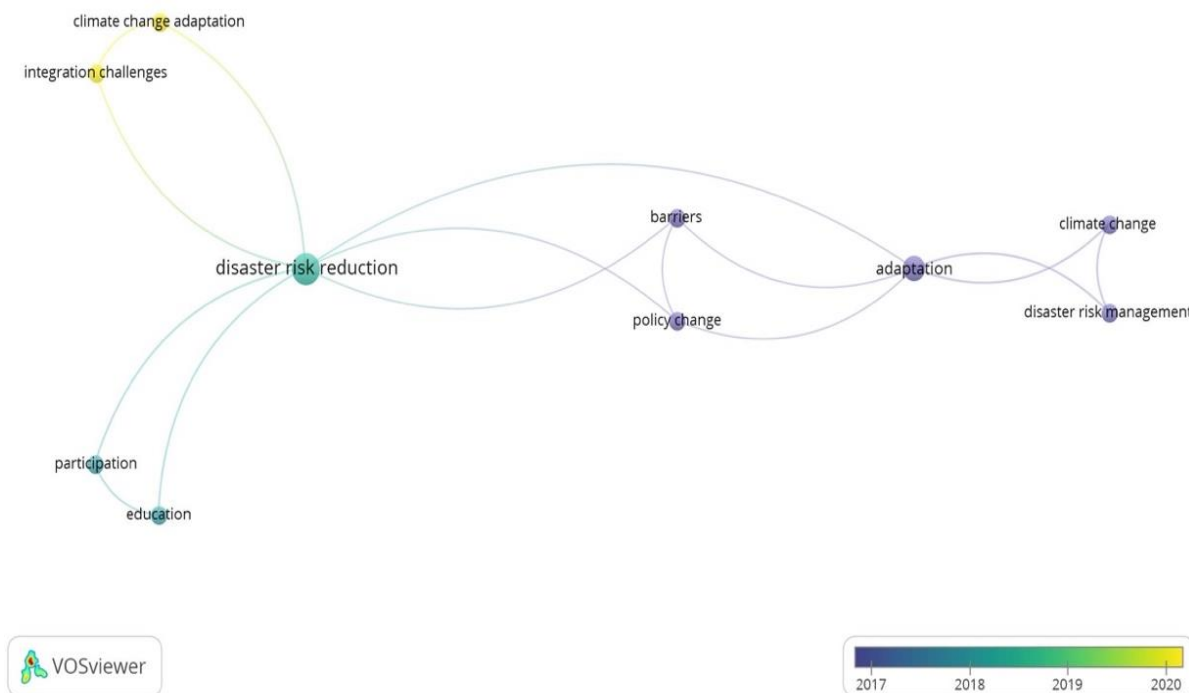 climate change adaptation
integration challenges
barriers
climate change
disaster risk reduction
adaptation
disaster risk management
policy change
participation
education
VOSviewer
2017 2018 2019 2020